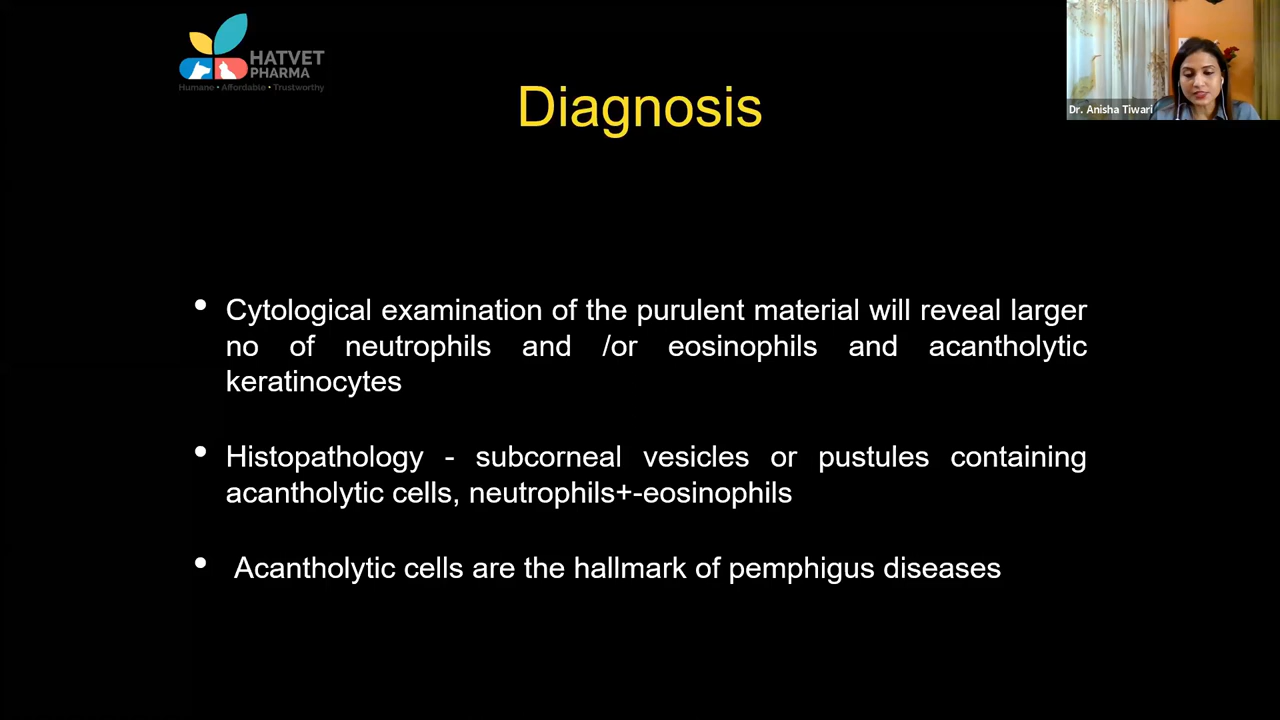 HATVET
PHARMA
Humane • Affordable • Trustworthy
Dr. Anisha Tiwari
Diagnosis
• Cytological examination of the purulent material will reveal larger
no of neutrophils and /or eosinophils and acantholytic
keratinocytes
• Histopathology - subcorneal vesicles or pustules containing
acantholytic cells, neutrophils+-eosinophils
• Acantholytic cells are the hallmark of pemphigus diseases